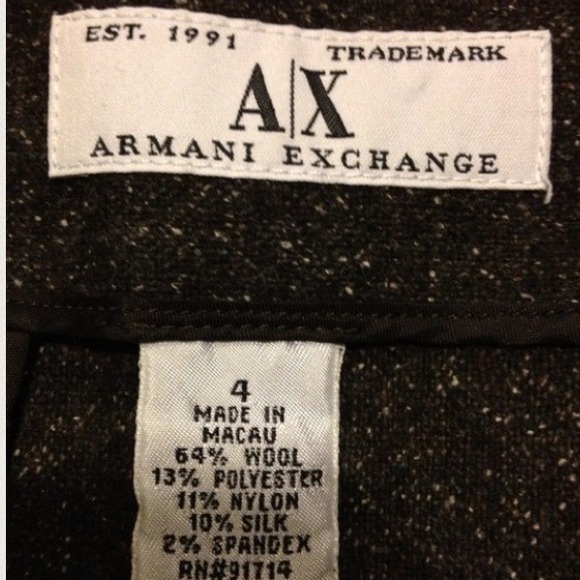 EST. 1991 TRADEMARK
A|X
ARMANI EXCHANGE
4
MADE IN
MACAU
64% WOOL
13% POLYESTER
11% NYLON
10% SILK
2% SPANDEX
RN#91714